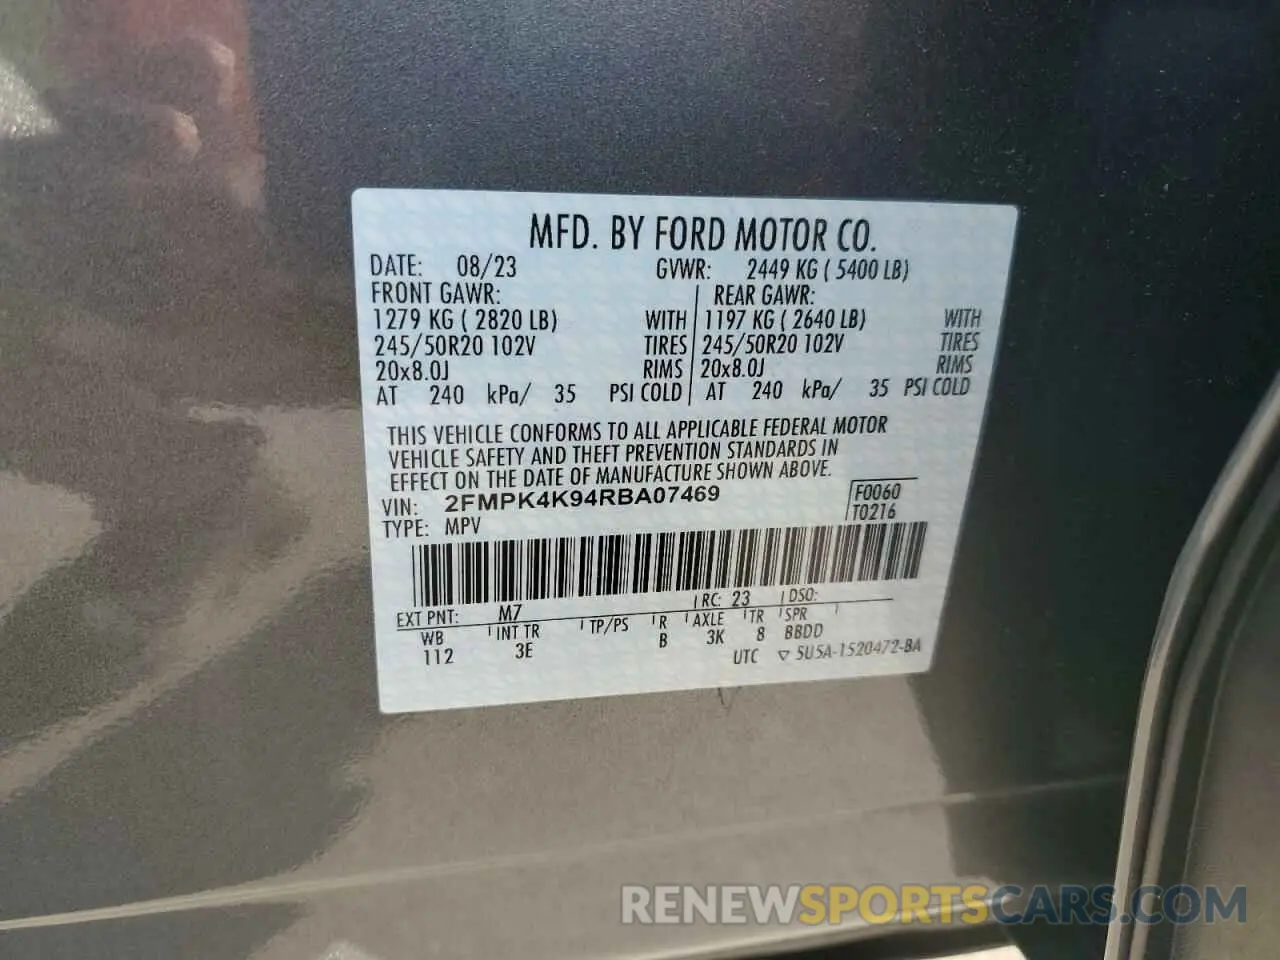 MFD. BY FORD MOTOR CO.
DATE: 08/23 GVWR: 2449 KG ( 5400 LB)
FRONT GAWR: REAR GAWR:
1279 KG ( 2820 LB) WITH 1197 KG ( 2640 LB) WITH
245/50R20 102V TIRES 245/50R20 102V TIRES
20x8.0J RIMS 20x8.0J RIMS
AT 240 kPa/ 35 PSI COLD AT 240 kPa/ 35 PSI COLD
THIS VEHICLE CONFORMS TO ALL APPLICABLE FEDERAL MOTOR
VEHICLE SAFETY AND THEFT PREVENTION STANDARDS IN
EFFECT ON THE DATE OF MANUFACTURE SHOWN ABOVE.
VIN: 2FMPK4K94RBA07469 F0060
TYPE: MPV T0216
EXT PNT: M7 RC: 23 DSO:
WB INT TR TP/PS R AXLE TR SPR
112 3E B 3K 8 BBDD
UTC ▽ 5U5A-1520472-BA
RENEWSPORTSCARS.COM